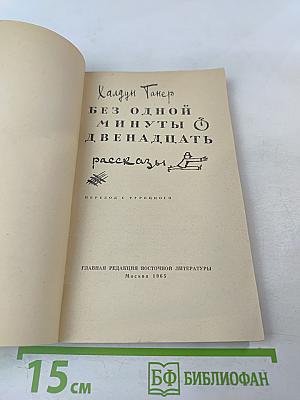 Халдун Танер
БЕЗ ОДНОЙ
МИНУТЫ
ДВЕНАДЦАТЬ
рассказы
ПЕРЕВОД С ТУРЕЦКОГО
ГЛАВНАЯ РЕДАКЦИЯ ВОСТОЧНОЙ ЛИТЕРАТУРЫ
Москва 1965
15 см
БФ БИБЛИОФАН